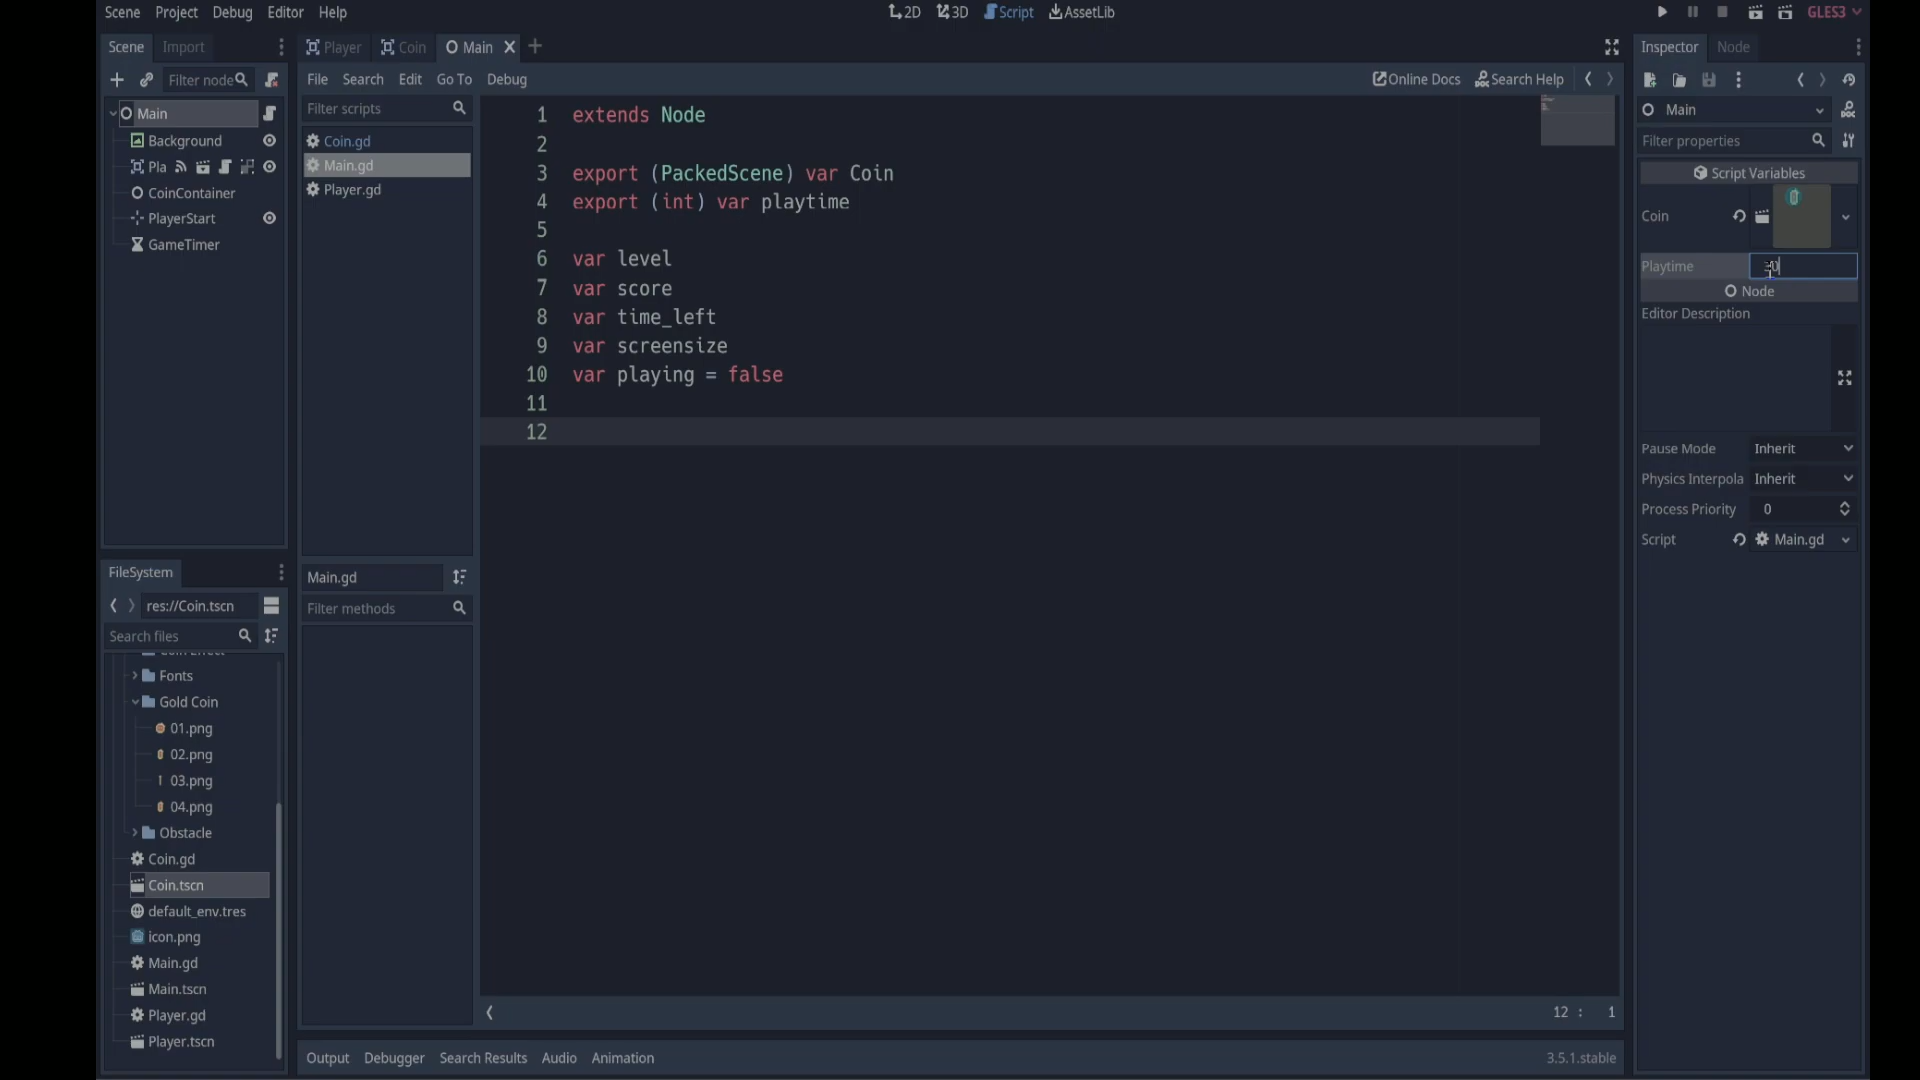 Scene Project Debug Editor Help
2D 3D Script AssetLib
GLES3
Scene Import
Player Coin Main
Inspector Node
Filter node
File Search Edit Go To Debug
Online Docs Search Help
Main
Background
Pla
CoinContainer
PlayerStart
GameTimer
Filter scripts
Coin.gd
Main.gd
Player.gd
1 extends Node
2
3 export (PackedScene) var Coin
4 export (int) var playtime
5
6 var level
7 var score
8 var time_left
9 var screensize
10 var playing = false
11
12
Main
Filter properties
Script Variables
Coin
Playtime
Node
Editor Description
Pause Mode Inherit
Physics Interpola Inherit
Process Priority 0
Script Main.gd
FileSystem
res://Coin.tscn
Search files
Fonts
Gold Coin
01.png
02.png
03.png
04.png
Obstacle
Coin.gd
Coin.tscn
default_env.tres
icon.png
Main.gd
Main.tscn
Player.gd
Player.tscn
Main.gd
Filter methods
12 : 1
Output Debugger Search Results Audio Animation
3.5.1.stable